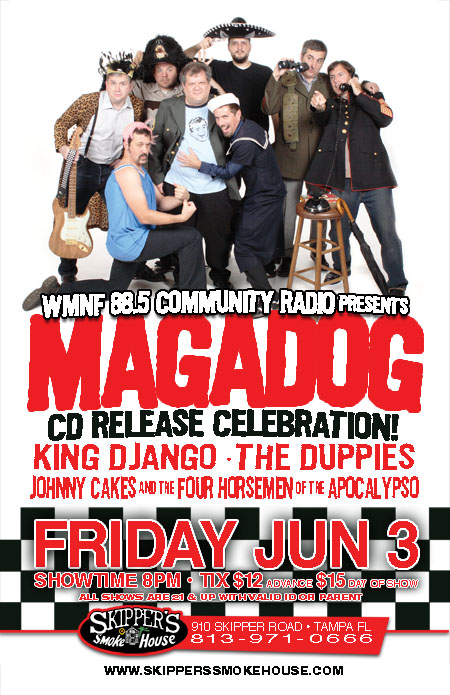 WMNF 88.5 COMMUNITY RADIO PRESENTS
MAGADOG
CD RELEASE CELEBRATION!
KING DJANGO · THE DUPPIES
JOHNNY CAKES AND THE FOUR HORSEMEN OF THE APOCALYPSO
FRIDAY JUN 3
SHOWTIME 8PM • TIX $12 ADVANCE $15 DAY OF SHOW
ALL SHOWS ARE 21 & UP WITH VALID ID OR PARENT
SKIPPER'S
Smoke House
910 SKIPPER ROAD • TAMPA FL
813-971-0666
WWW.SKIPPERSSMOKEHOUSE.COM